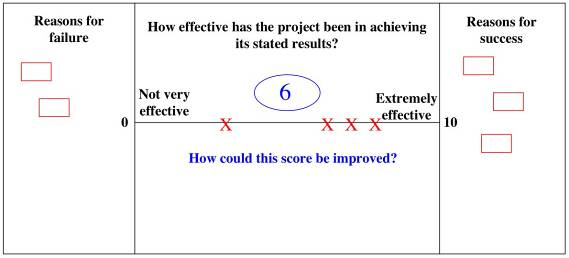 Reasons for
failure
How effective has the project been in achieving
its stated results?
Reasons for
success
6
Not very
effective
Extremely
effective
0
X
X
X
X
10
How could this score be improved?